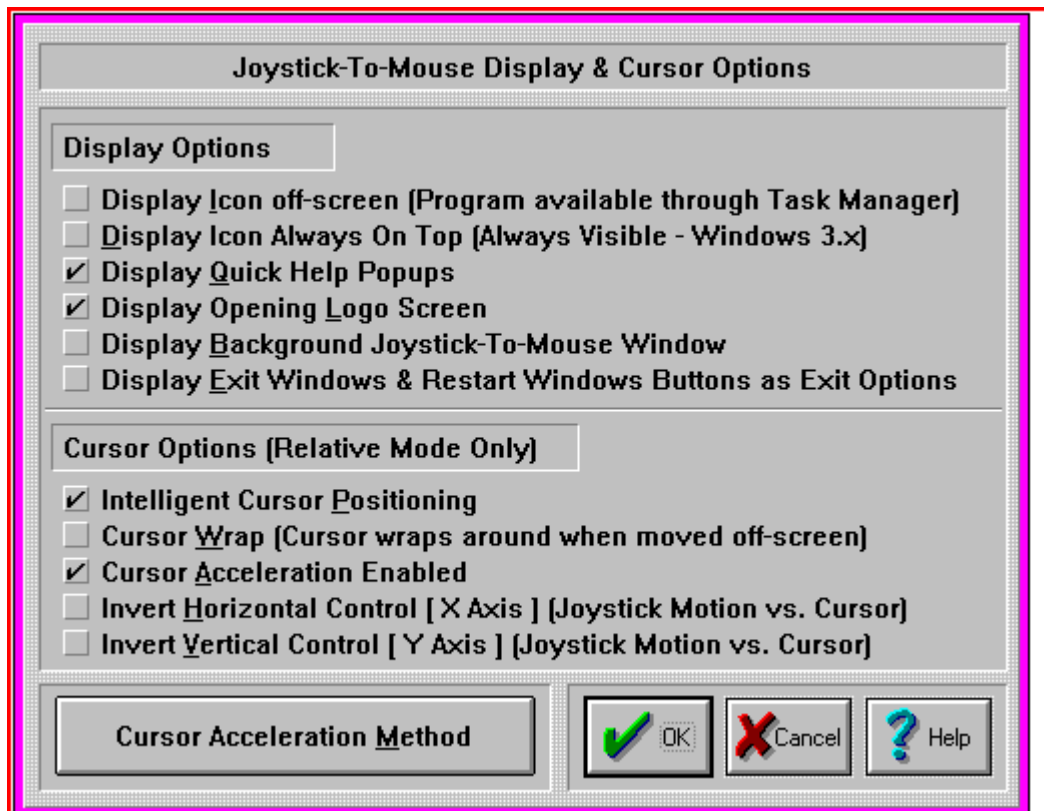 Joystick-To-Mouse Display & Cursor Options
Display Options
Display Icon off-screen (Program available through Task Manager)
Display Icon Always On Top (Always Visible - Windows 3.x)
Display Quick Help Popups
Display Opening Logo Screen
Display Background Joystick-To-Mouse Window
Display Exit Windows & Restart Windows Buttons as Exit Options
Cursor Options (Relative Mode Only)
Intelligent Cursor Positioning
Cursor Wrap (Cursor wraps around when moved off-screen)
Cursor Acceleration Enabled
Invert Horizontal Control [ X Axis ] (Joystick Motion vs. Cursor)
Invert Vertical Control [ Y Axis ] (Joystick Motion vs. Cursor)
Cursor Acceleration Method
OK
Cancel
Help